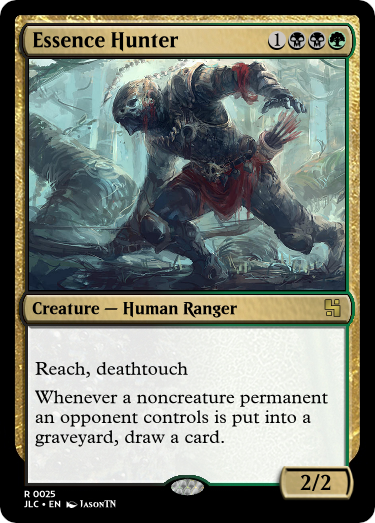 Essence Hunter 1
Creature — Human Ranger
Reach, deathtouch
Whenever a noncreature permanent
an opponent controls is put into a
graveyard, draw a card.
2/2
R 0025
JLC • EN JASONTN